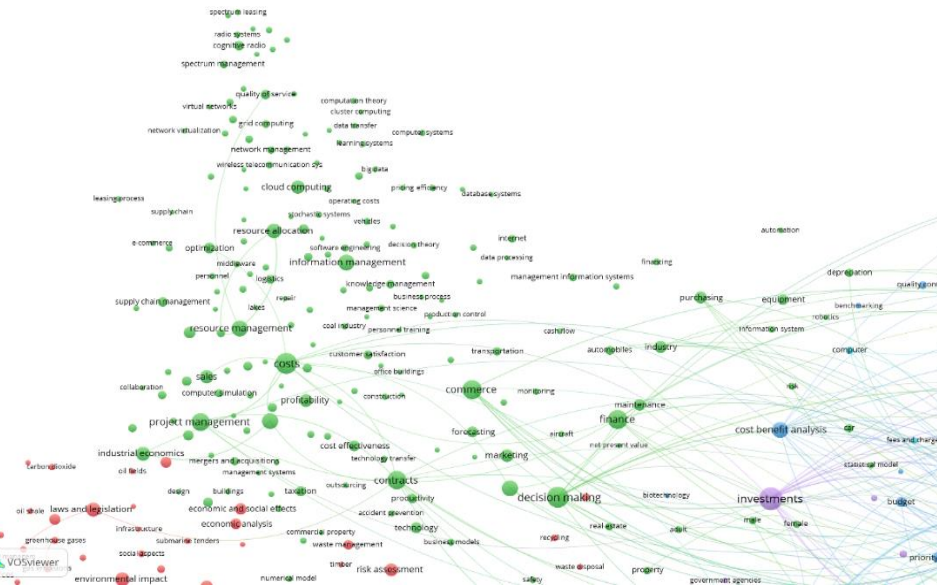 spectrum leasing
radio systems
cognitive radio
spectrum management
quality of service
computation theory
virtual networks
cluster computing
grid computing
data transfer
network virtualization
computer systems
learning systems
network management
wireless telecommunication sys
big data
cloud computing
pricing efficiency
database systems
leasing process
operating costs
supply chain
stochastic systems
vehicles
resource allocation
automation
internet
e-commerce
optimization
software engineering
decision theory
data processing
middleware
information management
financing
personnel
logistics
knowledge management
management information systems
depreciation
quality con
business process
supply chain management
lakes
repair
management science
production control
purchasing
equipment
benchmarking
robotics
resource management
coal industry
personnel training
cash flow
information system
customer satisfaction
transportation
automobiles
industry
computer
costs
office buildings
sales
collaboration
computer simulation
profitability
construction
commerce
monitoring
risk
maintenance
project management
forecasting
aircraft
finance
cost benefit analysis
car
fees and charge
industrial economics
cost effectiveness
marketing
net present value
carbon dioxide
oil fields
mergers and acquisitions
technology transfer
statistical model
management systems
contracts
design
buildings
taxation
outsourcing
productivity
decision making
biotechnology
investments
budget
oil shale
laws and legislation
economic and social effects
accident prevention
infrastructure
economic analysis
commercial property
technology
real estate
adult
male
female
greenhouse gases
submarine tenders
waste management
business models
recycling
social aspects
timber
risk assessment
waste disposal
property
priority
VOSviewer
environmental impact
numerical model
safety
government agencies